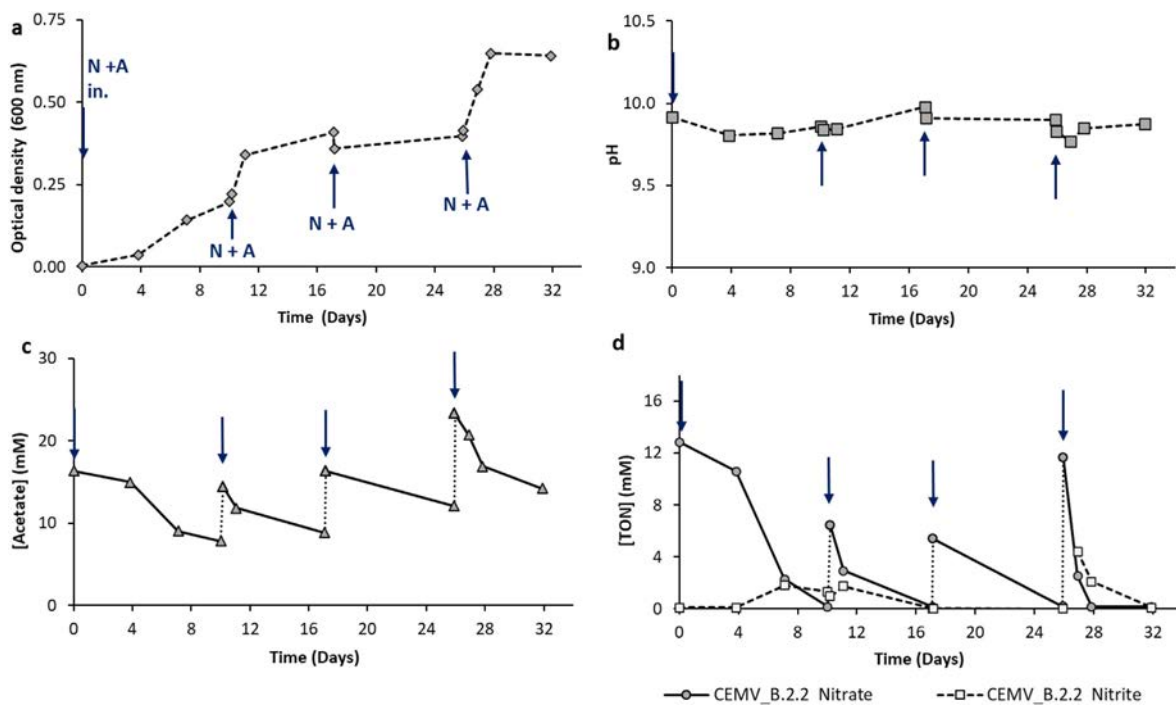 a
0.75
0.50
0.25
0.00
Optical density (600 nm)
N +A
in.
N + A
N + A
N + A
0 4 8 12 16 20 24 28 32
Time (Days)
b
10.5
10.0
9.5
9.0
pH
0 4 8 12 16 20 24 28 32
Time (Days)
c
30
20
10
0
[Acetate] (mM)
0 4 8 12 16 20 24 28 32
Time (Days)
d
16
12
8
4
0
[TON] (mM)
0 4 8 12 16 20 24 28 32
Time (Days)
CEMV_B.2.2 Nitrate
CEMV_B.2.2 Nitrite